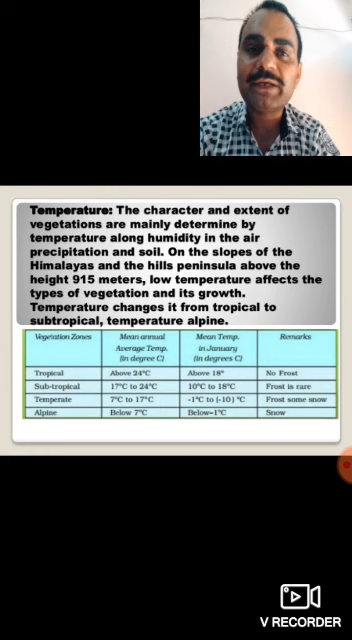 Temperature: The character and extent of
vegetations are mainly determine by
temperature along humidity in the air
precipitation and soil. On the slopes of the
Himalayas and the hills peninsula above the
height 915 meters, low temperature affects the
types of vegetation and its growth.
Temperature changes it from tropical to
subtropical, temperature alpine.
Vegetation Zones Mean annual Mean Temp. Remarks
Average Temp. in January
(in degree C) (in degrees C)
Tropical Above 24°C Above 18° No Frost
Sub-tropical 17°C to 24°C 10°C to 18°C Frost is rare
Temperate 7°C to 17°C -1°C to (-10) °C Frost some snow
Alpine Below 7°C Below-1°C Snow
V RECORDER